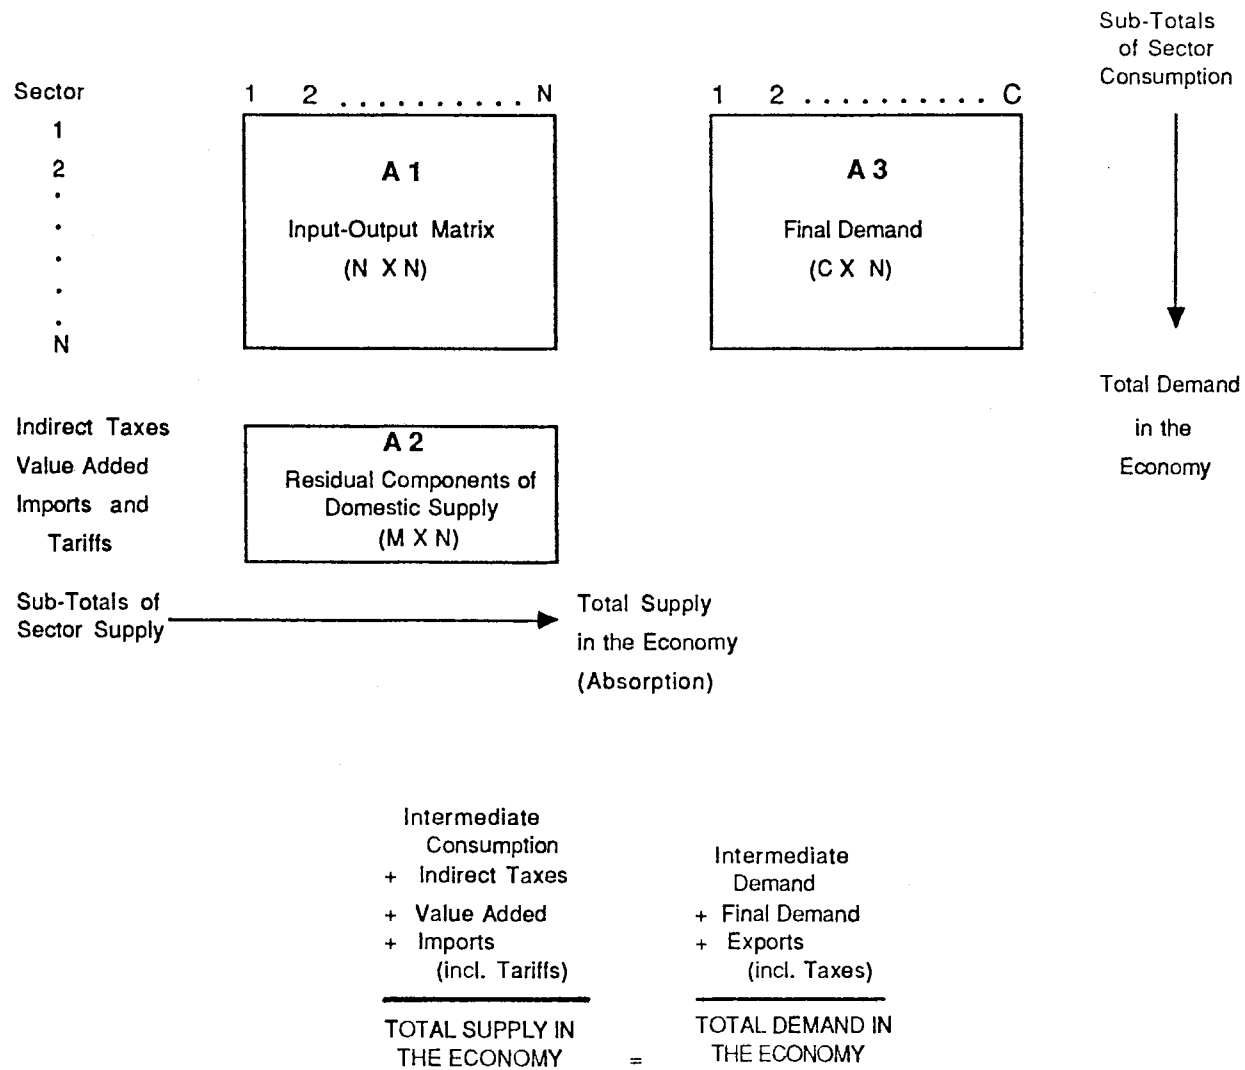 Sub-Totals
of Sector
Consumption
Sector
1 2 . . . . . . . . . . . N
1 2 . . . . . . . . . . . C
1
2
.
.
.
.
.
N
A 1
Input-Output Matrix
(N X N)
A 3
Final Demand
(C X N)
Total Demand
in the
Economy
Indirect Taxes
Value Added
Imports and
Tariffs
A 2
Residual Components of
Domestic Supply
(M X N)
Sub-Totals of
Sector Supply
Total Supply
in the Economy
(Absorption)
Intermediate
Consumption
+ Indirect Taxes
+ Value Added
+ Imports
(incl. Tariffs)
TOTAL SUPPLY IN
THE ECONOMY
=
Intermediate
Demand
+ Final Demand
+ Exports
(incl. Taxes)
TOTAL DEMAND IN
THE ECONOMY